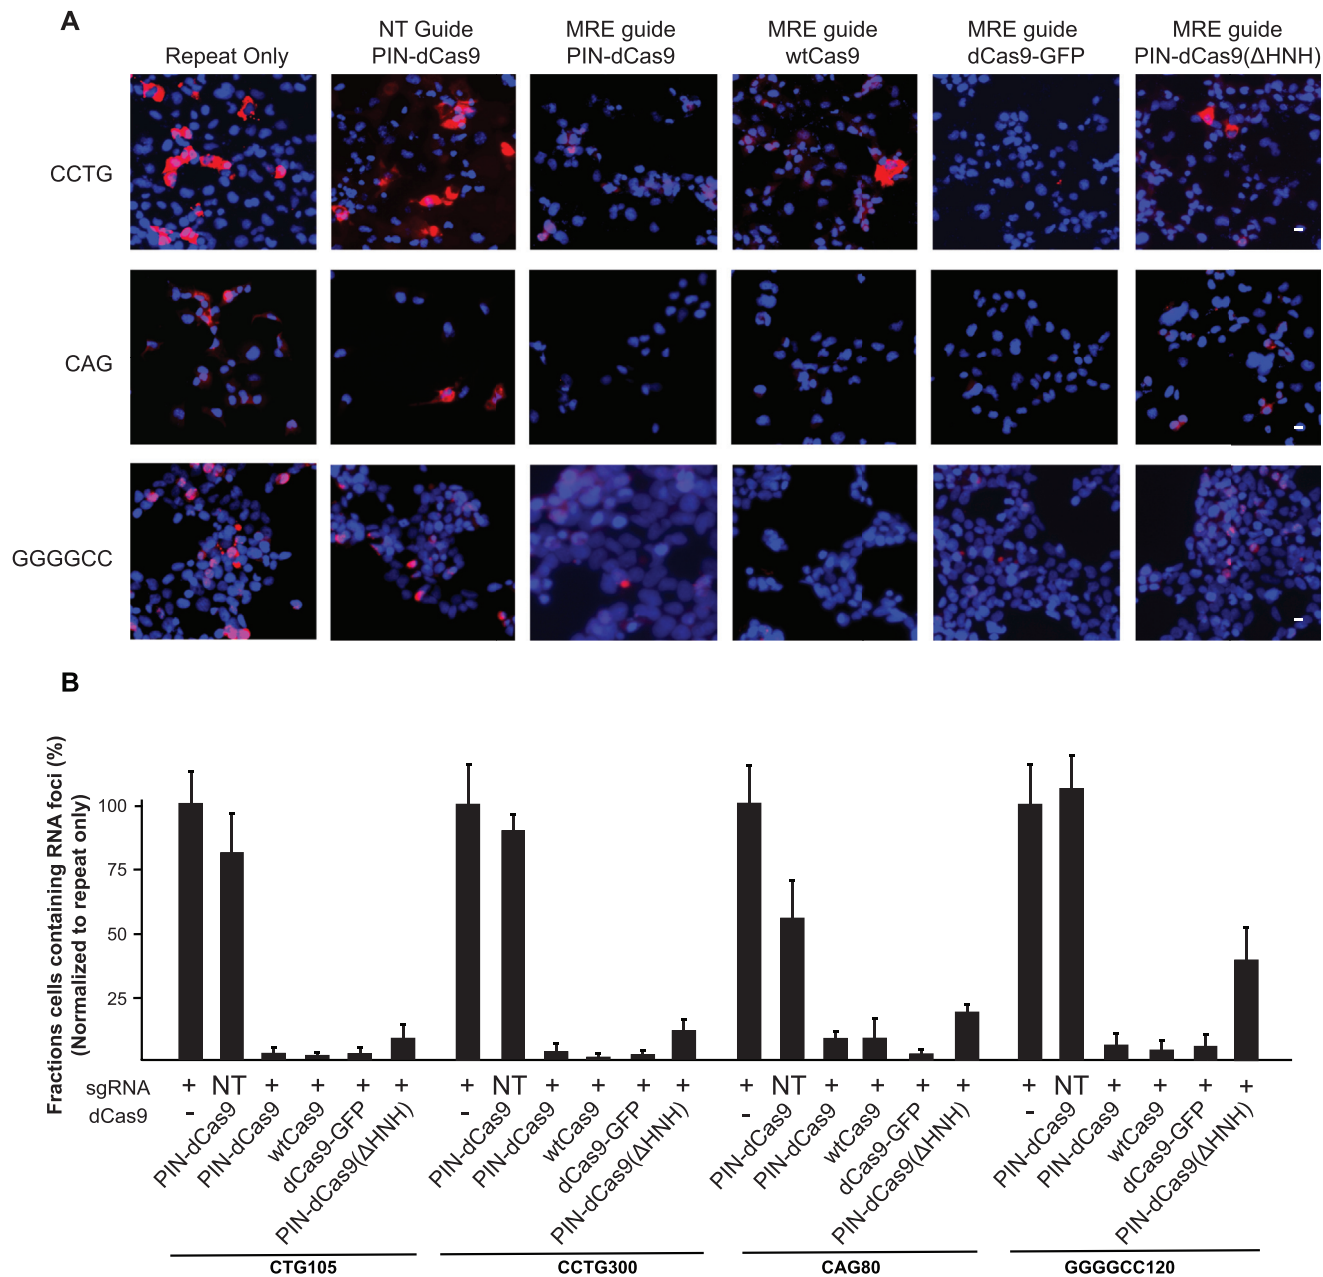 A
Repeat Only
NT Guide
PIN-dCas9
MRE guide
PIN-dCas9
MRE guide
wtCas9
MRE guide
dCas9-GFP
MRE guide
PIN-dCas9(ΔHNH)
CCTG
CAG
GGGGCC
B
Fractions cells containing RNA foci (%)
(Normalized to repeat only)
100
75
50
25
sgRNA + NT + + + + + NT + + + + + NT + + + + + NT + + + +
dCas9 - PIN-dCas9 PIN-dCas9 wtCas9 dCas9-GFP PIN-dCas9(ΔHNH) - PIN-dCas9 PIN-dCas9 wtCas9 dCas9-GFP PIN-dCas9(ΔHNH) - PIN-dCas9 PIN-dCas9 wtCas9 dCas9-GFP PIN-dCas9(ΔHNH) - PIN-dCas9 PIN-dCas9 wtCas9 dCas9-GFP PIN-dCas9(ΔHNH)
CTG105 CCTG300 CAG80 GGGGCC120